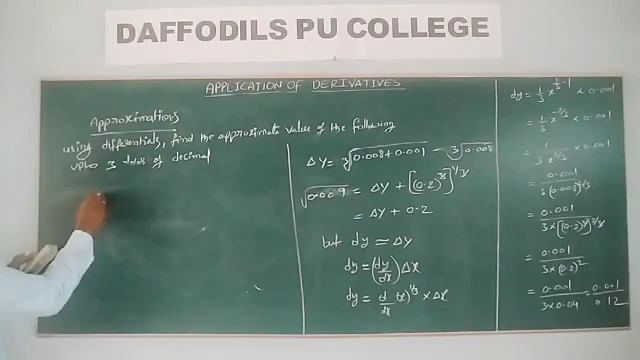 DAFFODILS PU COLLEGE
APPLICATION OF DERIVATIVES
Approximations
using differentials, find the approximate value of the following
upto 3 of decimal
ΔY = ∛(0.008+0.001) - ∛0.008
√0.009 = ΔY + [(0.2)^3]^1/3
= ΔY + 0.2
but dy ≃ ΔY
dy = (dy/dx) ΔX
dy = d/dx (x)^1/3 × ΔX
dy = 1/3 x^(1/3 - 1) × 0.001
= 1/3 x^-2/3 × 0.001
= 1/(3 x^2/3) × 0.001
= 0.001/(3(0.008)^2/3)
= 0.001/(3×[(0.2)^3]^2/3)
= 0.001/(3×(0.2)^2)
= 0.001/(3×0.04) = 0.001/0.12